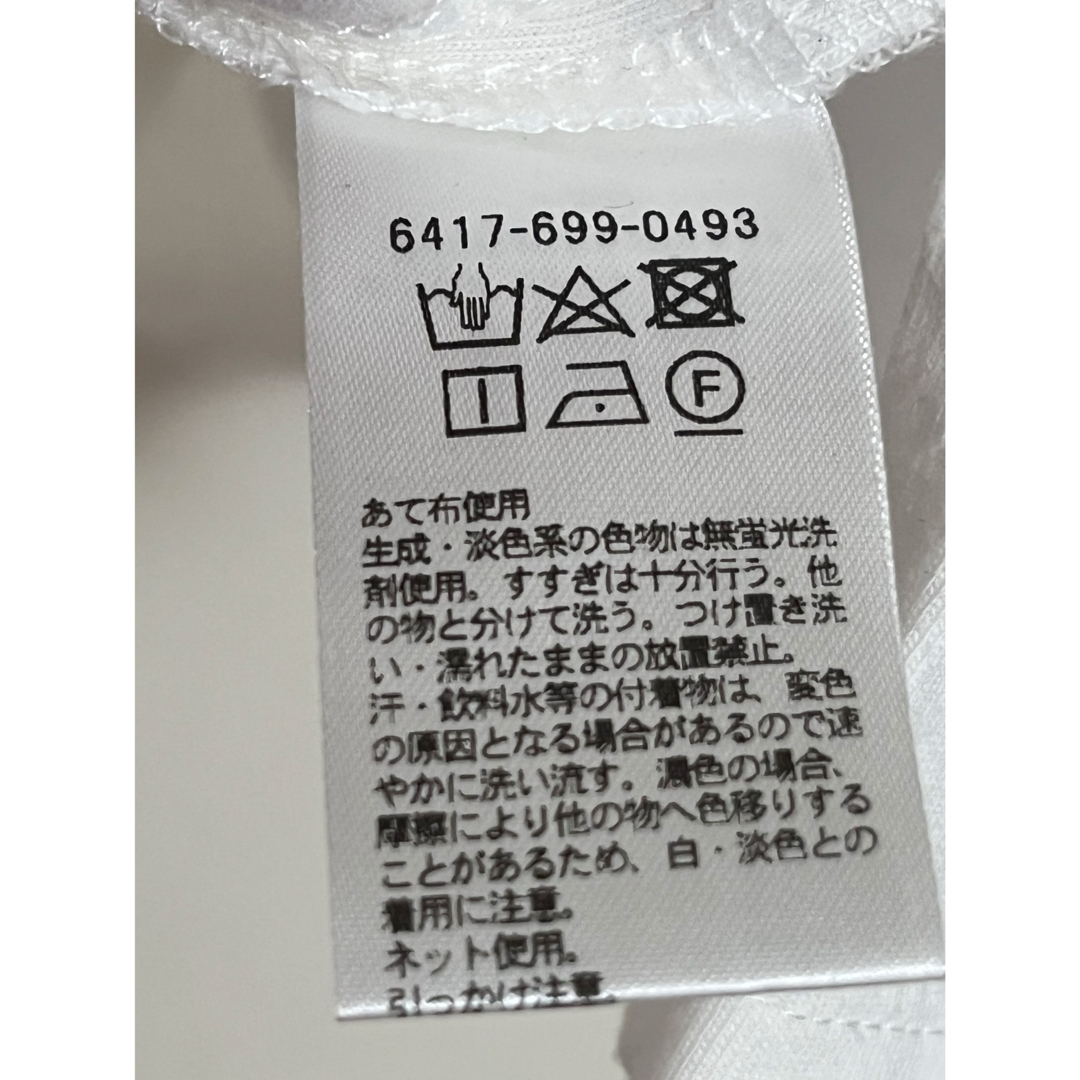 6417-699-0493
F
あて布使用
生成・淡色系の色物は無蛍光洗
剤使用。すすぎは十分行う。他
の物と分けて洗う。つけ置き洗
い・濡れたままの放置禁止。
汗・飲料水等の付着物は、変色
の原因となる場合があるので速
やかに洗い流す。濃色の場合、
摩擦により他の物へ色移りする
ことがあるため、白・淡色との
着用に注意。
ネット使用。
引っかけ注意。